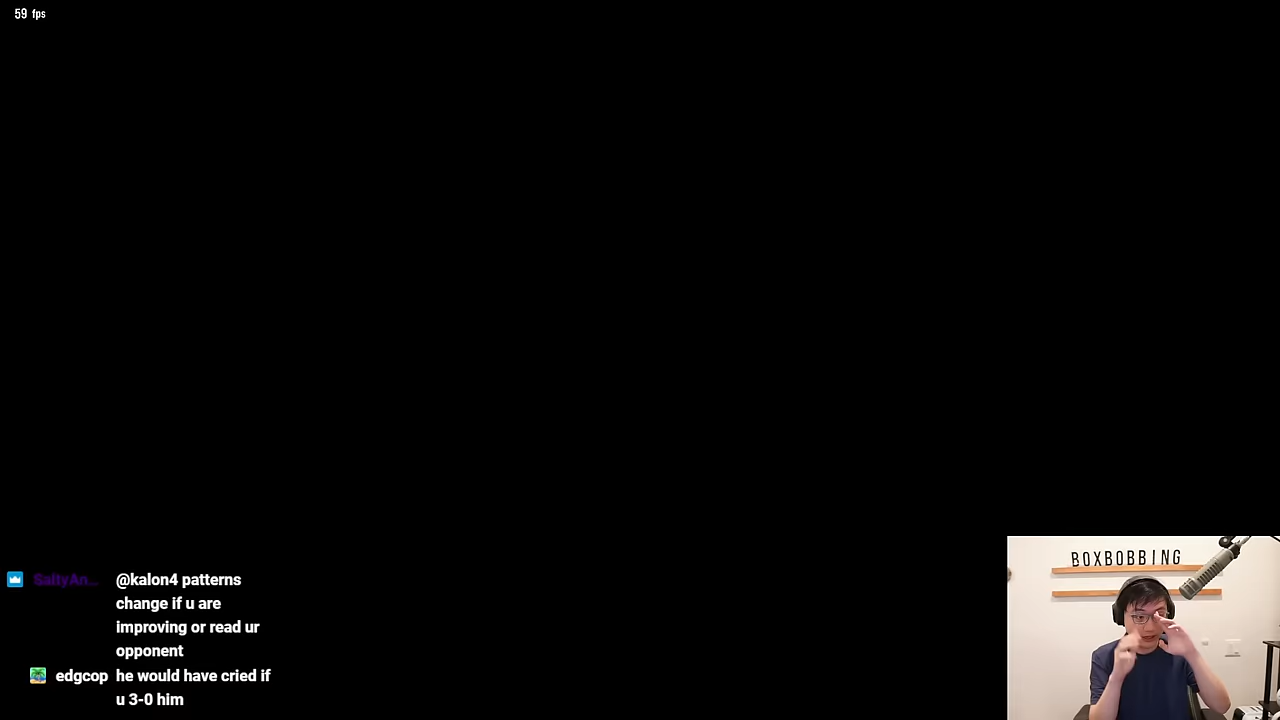 59 fps
BOXBOBBING
SaltyAn... @kalon4 patterns
change if u are
improving or read ur
opponent
edgcop he would have cried if
u 3-0 him